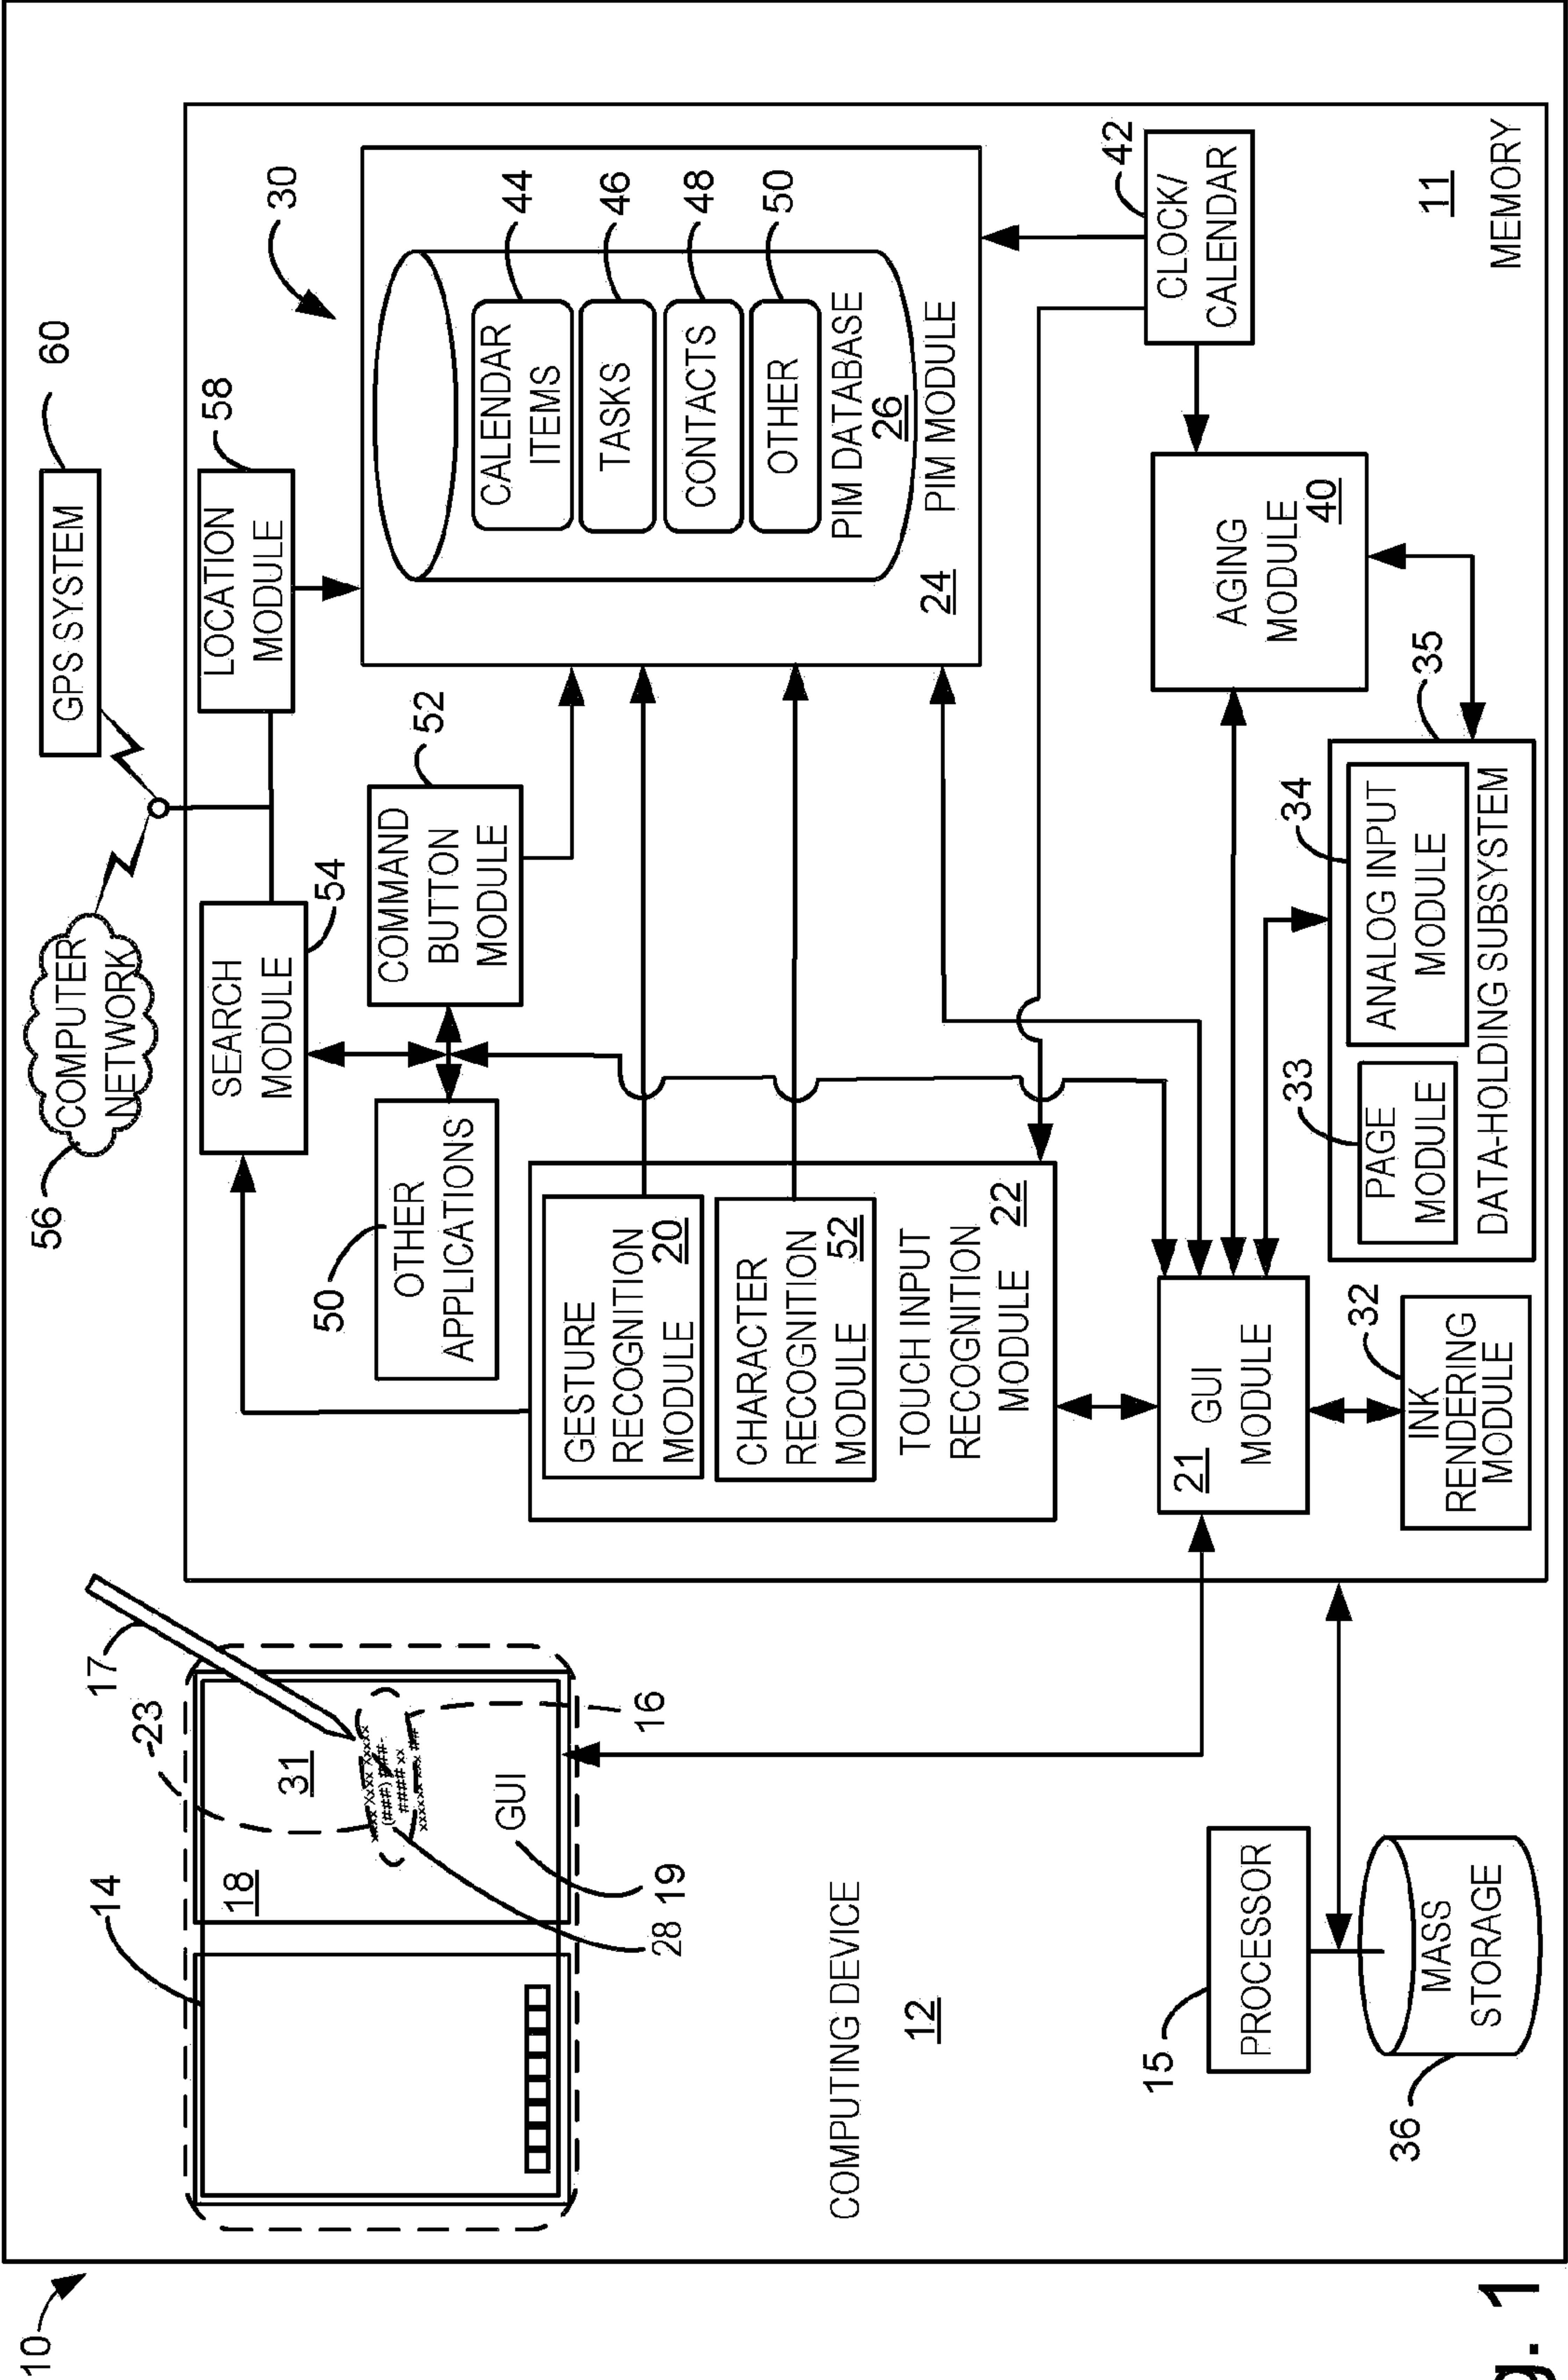 10
COMPUTING DEVICE
12
14
18
31
23
17
16
GUI
19
28
15
PROCESSOR
36
MASS
STORAGE
56
COMPUTER
NETWORK
GPS SYSTEM
60
SEARCH
MODULE
54
LOCATION
MODULE
58
30
OTHER
APPLICATIONS
50
COMMAND
BUTTON
MODULE
52
CALENDAR
ITEMS
44
TASKS
46
CONTACTS
48
OTHER
50
PIM DATABASE
26
PIM MODULE
24
GESTURE
RECOGNITION
MODULE
20
CHARACTER
RECOGNITION
MODULE
52
TOUCH INPUT
RECOGNITION
MODULE
22
21
GUI
MODULE
INK
RENDERING
MODULE
32
PAGE
MODULE
33
ANALOG INPUT
MODULE
34
DATA-HOLDING SUBSYSTEM
35
AGING
MODULE
40
CLOCK/
CALENDAR
42
11
MEMORY
g. 1